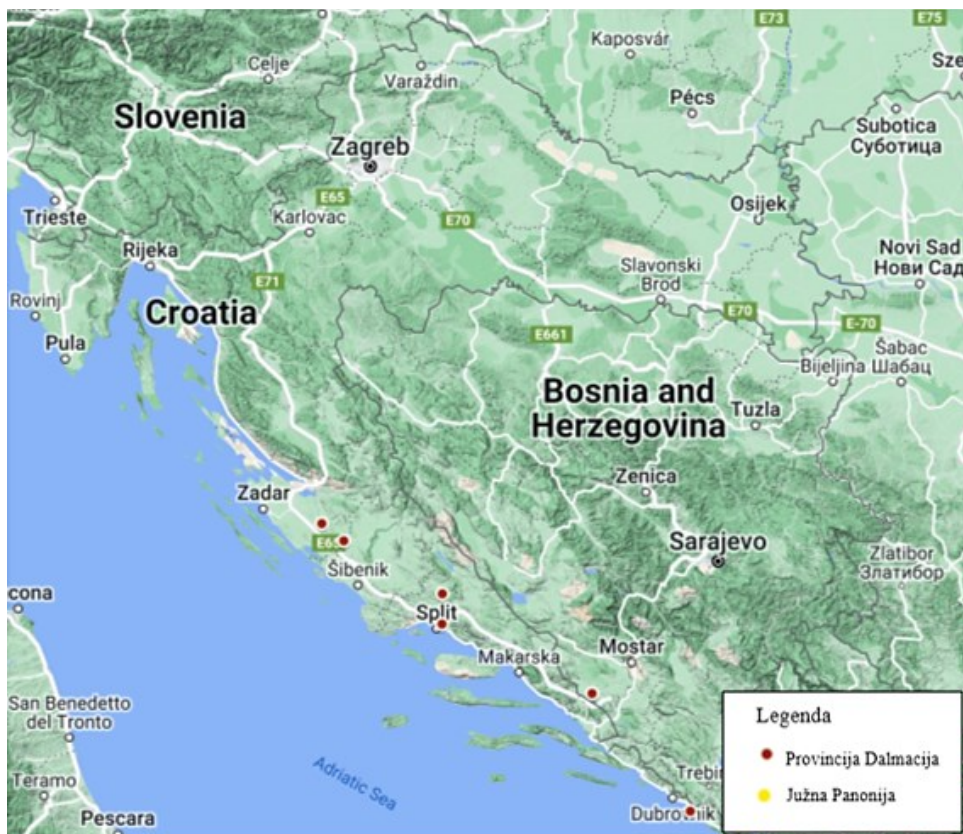 E73
E75
Kaposvár
Celje
Varaždin
Sze
Pécs
Slovenia
Subotica
Суботица
Zagreb
E65
Trieste
Karlovac
E70
Osijek
Rijeka
E71
Novi Sad
Нови Сад
Slavonski
Brod
Rovinj
Croatia
E70
E661
E-70
Pula
Šabac
Шабац
Bijeljina
Bosnia and
Herzegovina
Tuzla
Zenica
Zadar
E65
Sarajevo
Zlatibor
Златибор
Šibenik
cona
Split
Mostar
Makarska
San Benedetto
del Tronto
Legenda
Provincija Dalmacija
Južna Panonija
Adriatic Sea
Trebin
Teramo
Dubrovnik
Pescara